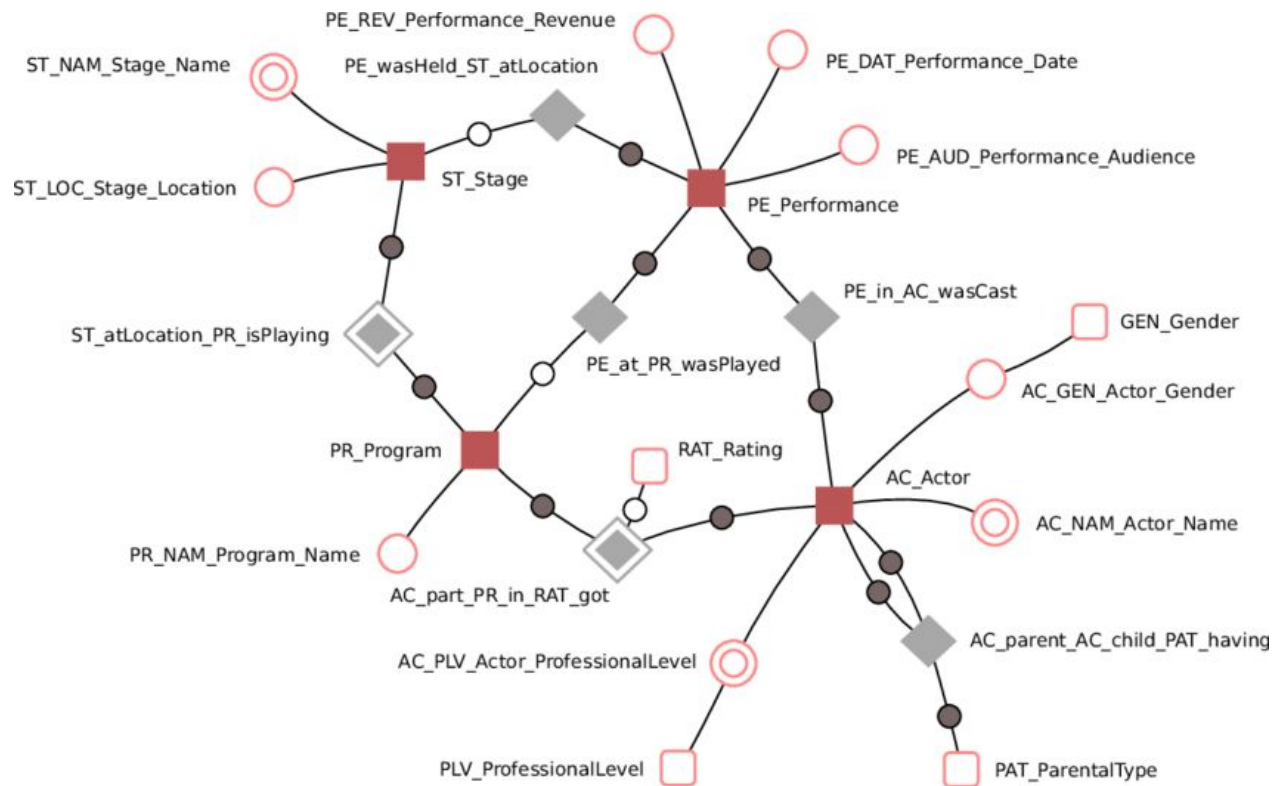 PE_REV_Performance_Revenue
ST_NAM_Stage_Name
PE_wasHeld_ST_atLocation
PE_DAT_Performance_Date
PE_AUD_Performance_Audience
ST_Stage
ST_LOC_Stage_Location
PE_Performance
PE_in_AC_wasCast
GEN_Gender
ST_atLocation_PR_isPlaying
PE_at_PR_wasPlayed
AC_GEN_Actor_Gender
PR_Program
RAT_Rating
AC_Actor
AC_NAM_Actor_Name
PR_NAM_Program_Name
AC_part_PR_in_RAT_got
AC_parent_AC_child_PAT_having
AC_PLV_Actor_ProfessionalLevel
PLV_ProfessionalLevel
PAT_ParentalType